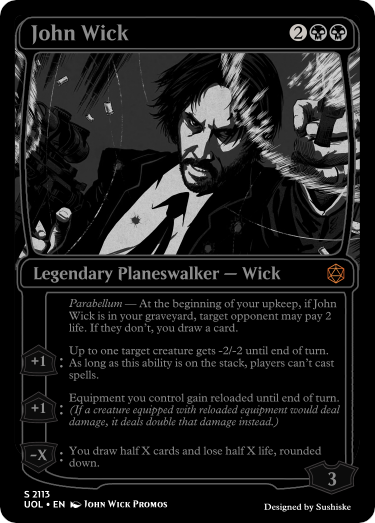 John Wick 2
Legendary Planeswalker — Wick
Parabellum — At the beginning of your upkeep, if John
Wick is in your graveyard, target opponent may pay 2
life. If they don't, you draw a card.
+1 : Up to one target creature gets -2/-2 until end of turn.
As long as this ability is on the stack, players can't cast
spells.
+1 : Equipment you control gain reloaded until end of turn.
(If a creature equipped with reloaded equipment would deal
damage, it deals double that damage instead.)
-X : You draw half X cards and lose half X life, rounded
down.
3
S 2113
UOL • EN John Wick Promos
Designed by Sushiske